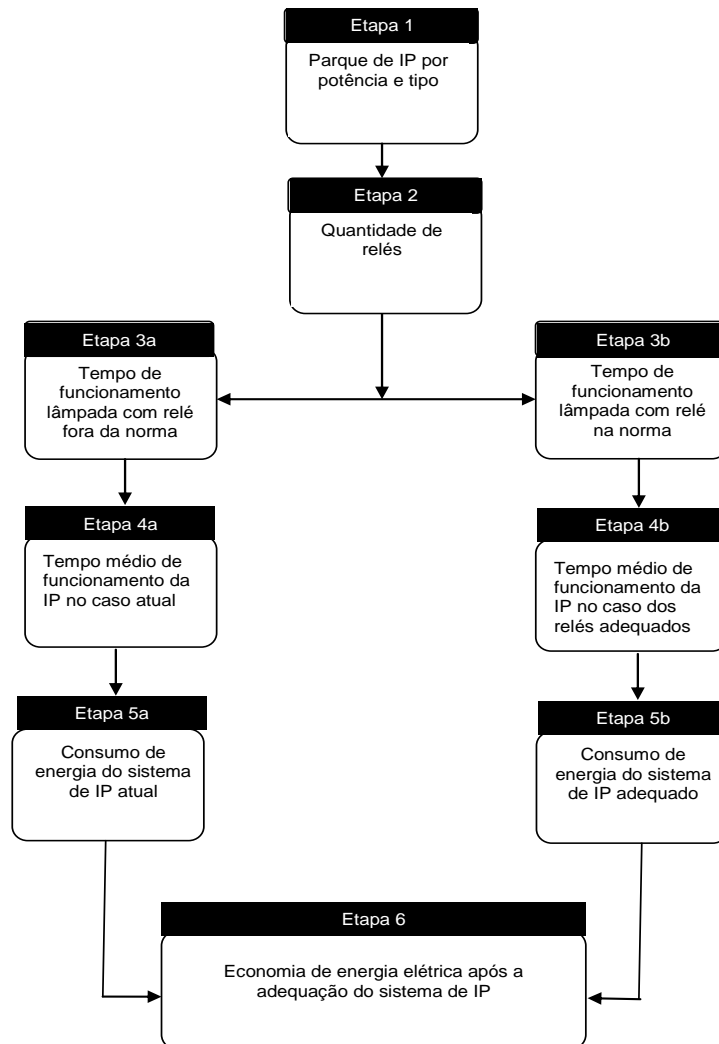 Etapa 1
Parque de IP por
potência e tipo
Etapa 2
Quantidade de
relés
Etapa 3a
Tempo de
funcionamento
lâmpada com relé
fora da norma
Etapa 3b
Tempo de
funcionamento
lâmpada com relé
na norma
Etapa 4a
Tempo médio de
funcionamento da
IP no caso atual
Etapa 4b
Tempo médio de
funcionamento da
IP no caso dos
relés adequados
Etapa 5a
Consumo de
energia do sistema
de IP atual
Etapa 5b
Consumo de
energia do sistema
de IP adequado
Etapa 6
Economia de energia elétrica após a
adequação do sistema de IP